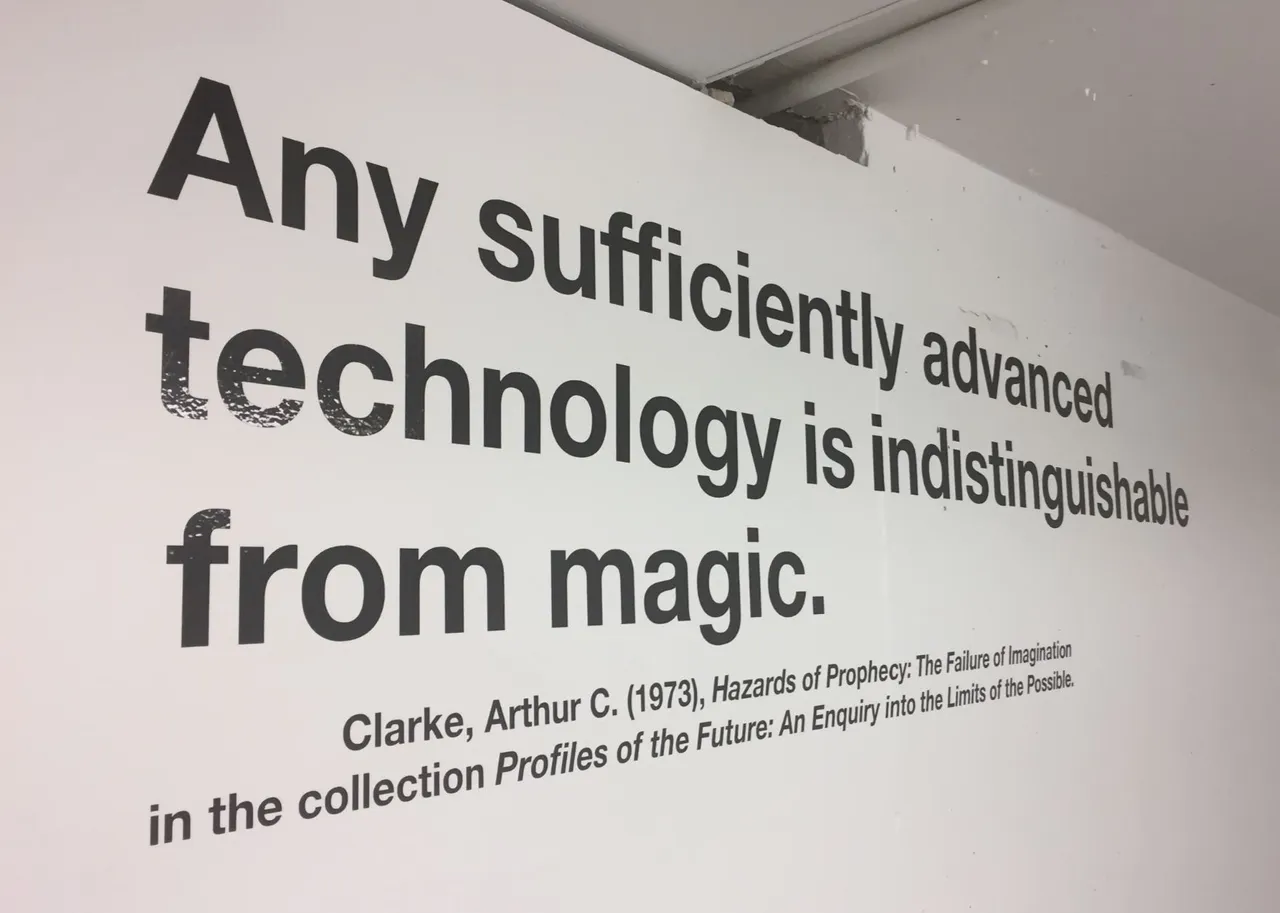 Any sufficiently advanced
technology is indistinguishable
from magic.
Clarke, Arthur C. (1973), Hazards of Prophecy: The Failure of Imagination
in the collection Profiles of the Future: An Enquiry into the Limits of the Possible.